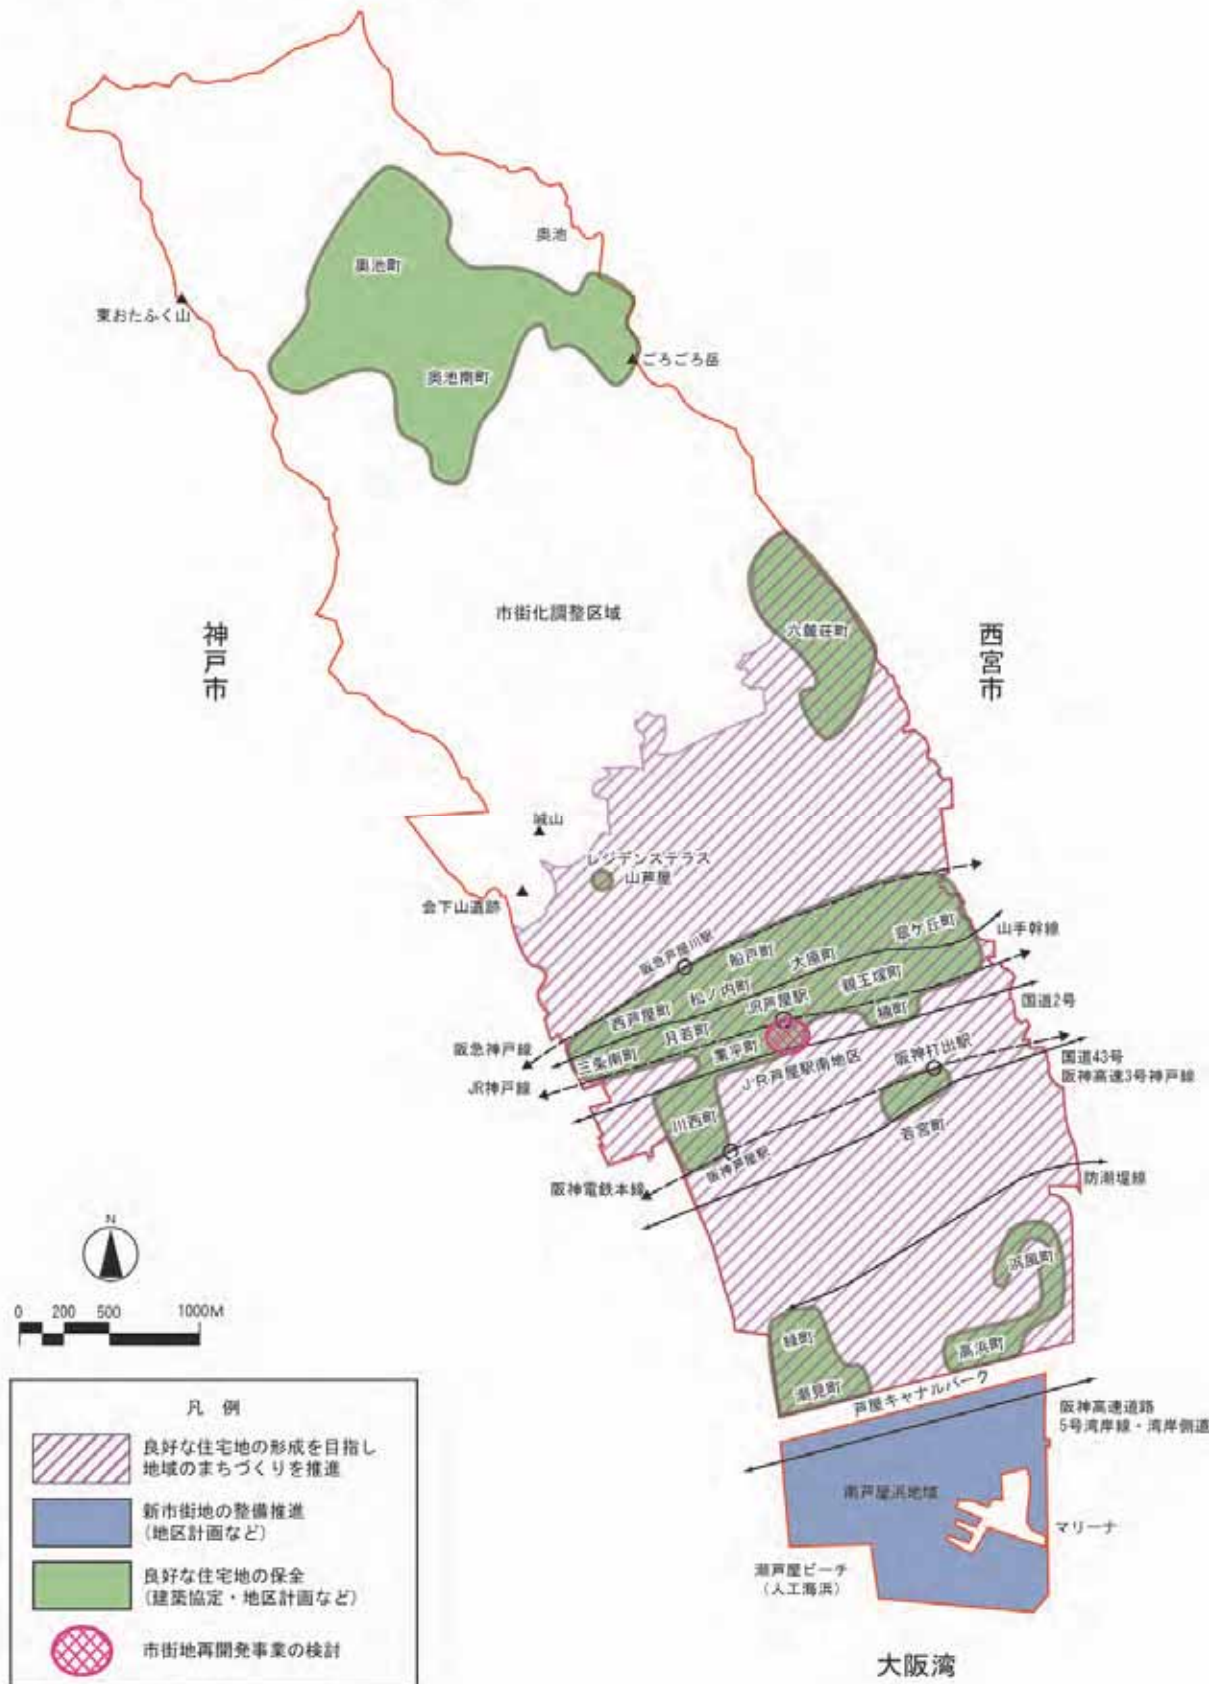 奥池
奥池町
東おたふく山
ごろごろ岳
奥池南町
市街化調整区域
神戸市
西宮市
六麓荘町
城山
レジデンステラス
山芦屋
会下山遺跡
翠ケ丘町
山手幹線
阪急芦屋川駅
船戸町
大原町
西芦屋町
松ノ内町
JR芦屋駅
親王塚町
楠町
国道2号
阪急神戸線
三条南町
月若町
業平町
JR芦屋駅南地区
阪神打出駅
国道43号
阪神高速3号神戸線
JR神戸線
川西町
若宮町
阪神芦屋駅
阪神電鉄本線
防潮堤線
N
浜風町
0 200 500 1000M
緑町
高浜町
潮見町
芦屋キャナルパーク
阪神高速道路
5号湾岸線・湾岸側道
南芦屋浜地域
マリーナ
潮芦屋ビーチ
(人工海浜)
大阪湾
凡 例
良好な住宅地の形成を目指し
地域のまちづくりを推進
新市街地の整備推進
(地区計画など)
良好な住宅地の保全
(建築協定・地区計画など)
市街地再開発事業の検討